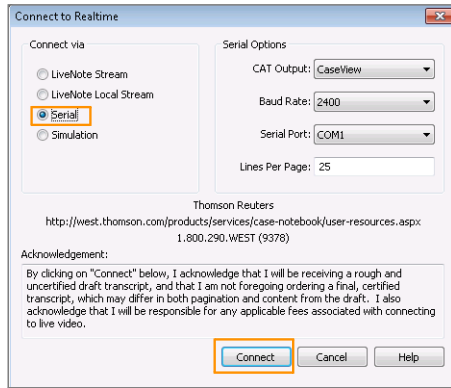 Connect to Realtime
Connect via
LiveNote Stream
LiveNote Local Stream
Serial
Simulation
Serial Options
CAT Output: CaseView
Baud Rate: 2400
Serial Port: COM1
Lines Per Page: 25
Thomson Reuters
http://west.thomson.com/products/services/case-notebook/user-resources.aspx
1.800.290.WEST (9378)
Acknowledgement:
By clicking on "Connect" below, I acknowledge that I will be receiving a rough and
uncertified draft transcript, and that I am not foregoing ordering a final, certified
transcript, which may differ in both pagination and content from the draft. I also
acknowledge that I will be responsible for any applicable fees associated with connecting
to live video.
Connect
Cancel
Help